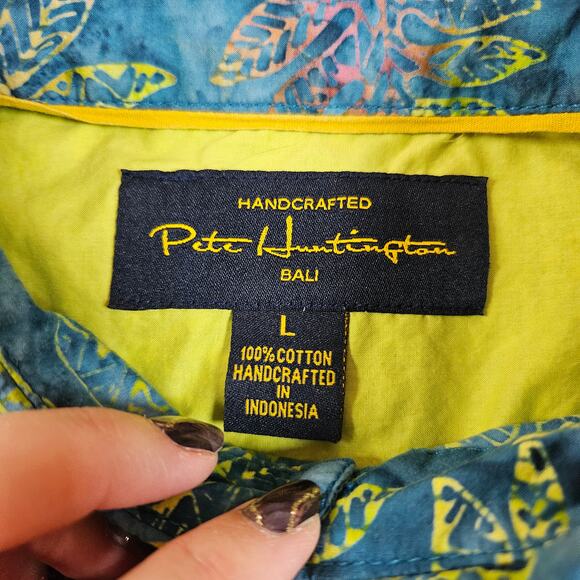 HANDCRAFTED
Pete Huntington
BALI
L
100% COTTON
HANDCRAFTED
IN
INDONESIA